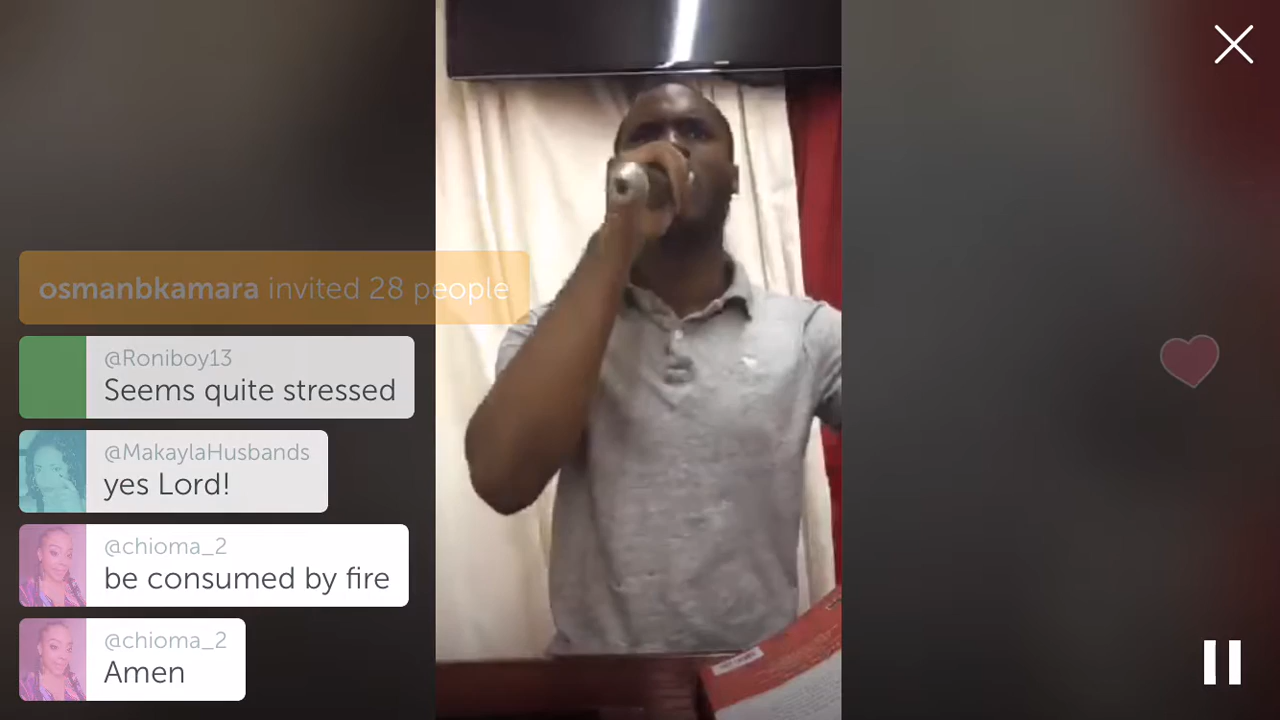 osmanbkamara invited 28 people
@Roniboy13
Seems quite stressed
@MakaylaHusbands
yes Lord!
@chioma_2
be consumed by fire
@chioma_2
Amen